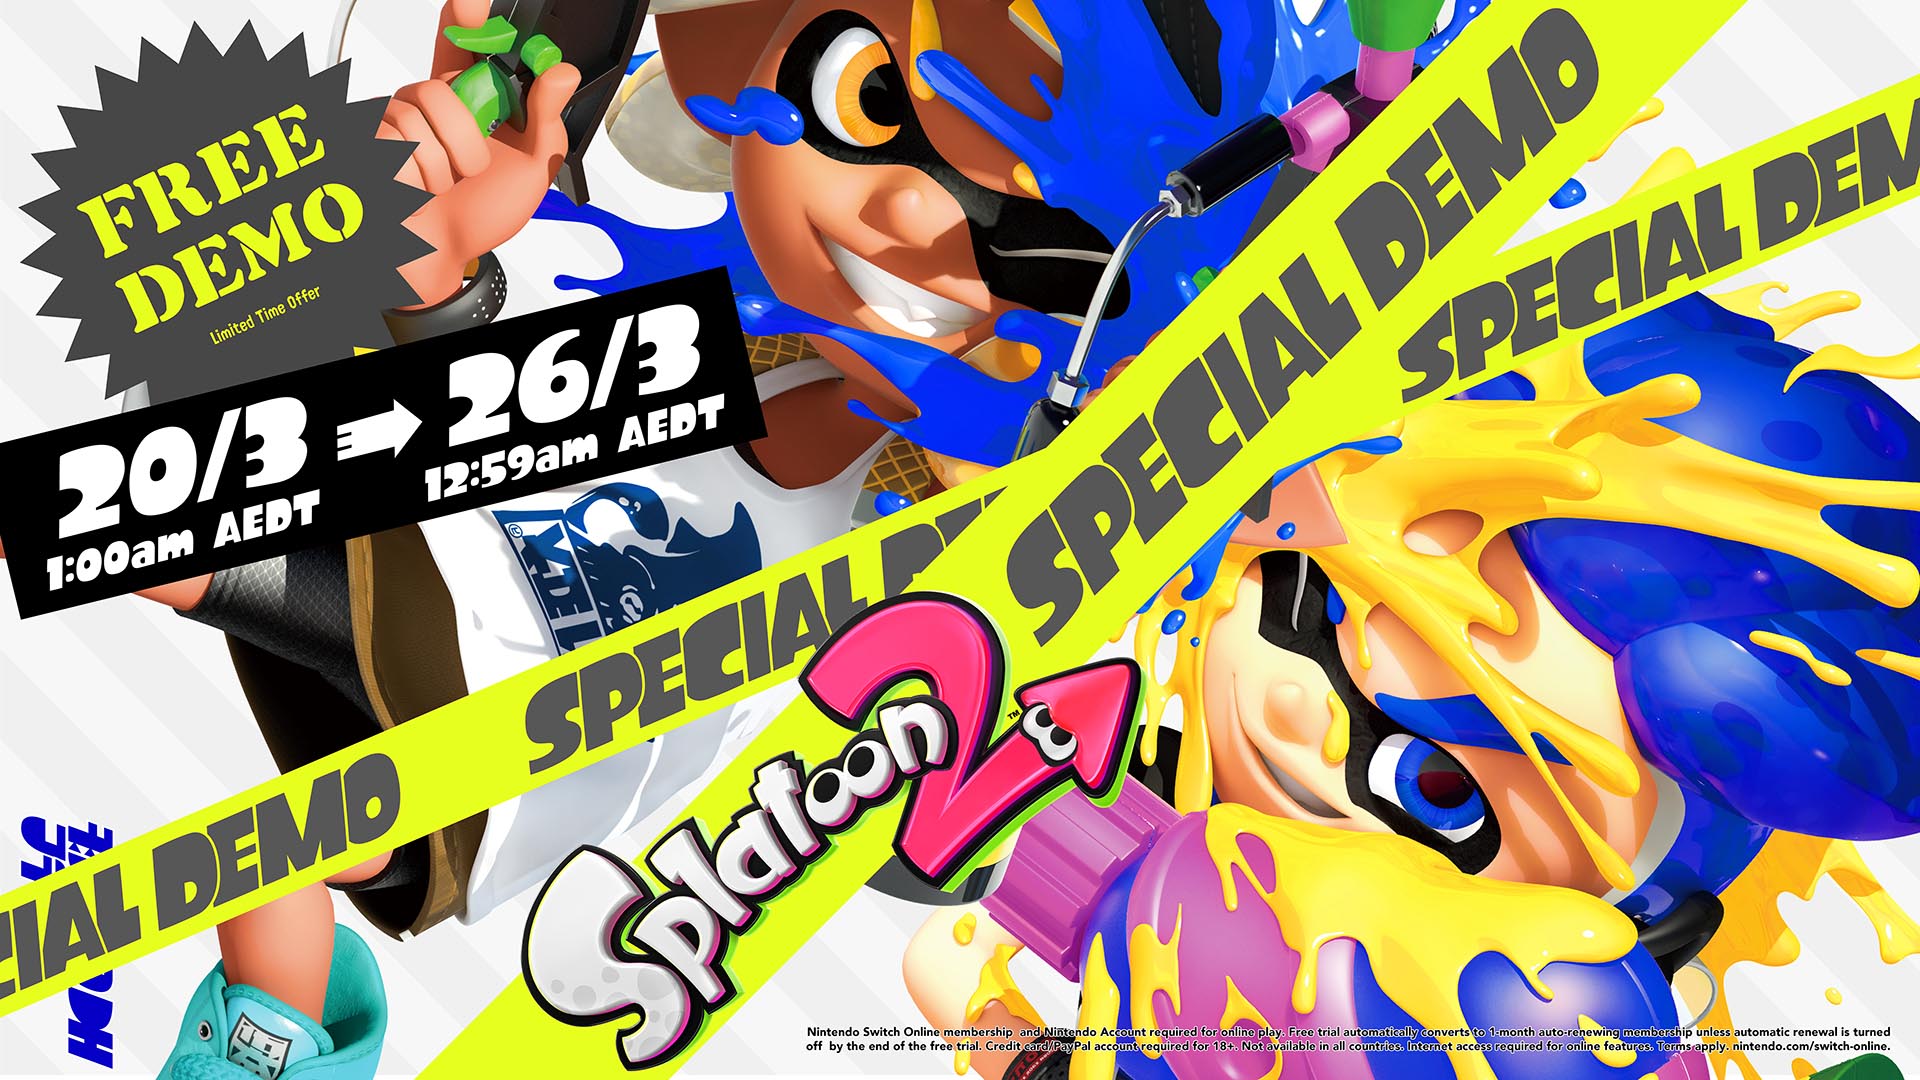 FREE
DEMO
Limited Time Offer
20/3 → 26/3
1:00am AEDT
12:59am AEDT
SPECIAL DEMO
SPECIAL DEM
SPECIAL D
CIAL DEMO
Splatoon 2™
Nintendo Switch Online membership and Nintendo Account required for online play. Free trial automatically converts to 1-month auto-renewing membership unless automatic renewal is turned
off by the end of the free trial. Credit card/PayPal account required for 18+. Not available in all countries. Internet access required for online features. Terms apply. nintendo.com/switch-online.